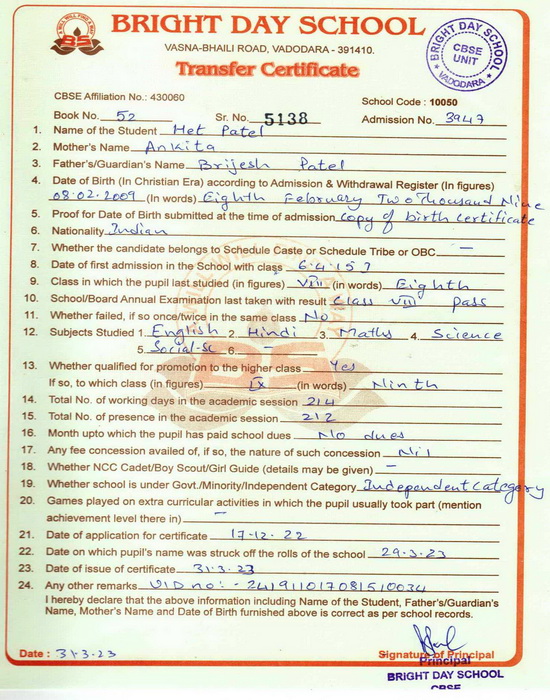 BRIGHT DAY SCHOOL
VASNA-BHAILI ROAD, VADODARA - 391410.
BRIGHT DAY SCHOOL
CBSE
UNIT
VADODARA
Transfer Certificate
CBSE Affiliation No.: 430060
School Code : 10050
Book No. 52 Sr. No. 5138 Admission No. 3947
1. Name of the Student Het Patel
2. Mother's Name Ankita
3. Father's/Guardian's Name Brijesh Patel
4. Date of Birth (In Christian Era) according to Admission & Withdrawal Register (In figures)
08.02.2009 (In words) Eighth February Two Thousand Nine
5. Proof for Date of Birth submitted at the time of admission copy of birth certificate
6. Nationality Indian
7. Whether the candidate belongs to Schedule Caste or Schedule Tribe or OBC —
8. Date of first admission in the School with class 6.4.15
9. Class in which the pupil last studied (in figures) VIII (in words) Eighth
10. School/Board Annual Examination last taken with result Class VIII pass
11. Whether failed, if so once/twice in the same class No
12. Subjects Studied 1. English 2. Hindi 3. Maths 4. Science
5. Social-sc 6. -
13. Whether qualified for promotion to the higher class Yes
If so, to which class (in figures) IX (in words) Ninth
14. Total No. of working days in the academic session 214
15. Total No. of presence in the academic session 212
16. Month upto which the pupil has paid school dues No dues
17. Any fee concession availed of, if so, the nature of such concession Nil
18. Whether NCC Cadet/Boy Scout/Girl Guide (details may be given) —
19. Whether school is under Govt./Minority/Independent Category Independent Category
20. Games played on extra curricular activities in which the pupil usually took part (mention
achievement level there in) —
21. Date of application for certificate 17-12-22
22. Date on which pupil's name was struck off the rolls of the school 29.3.23
23. Date of issue of certificate 31.3.23
24. Any other remarks UID no:- 241911017081510034
I hereby declare that the above information including Name of the Student, Father's/Guardian's
Name, Mother's Name and Date of Birth furnished above is correct as per school records.
Date : 31.3.23
Signature of Principal
Principal
BRIGHT DAY SCHOOL
CBSE